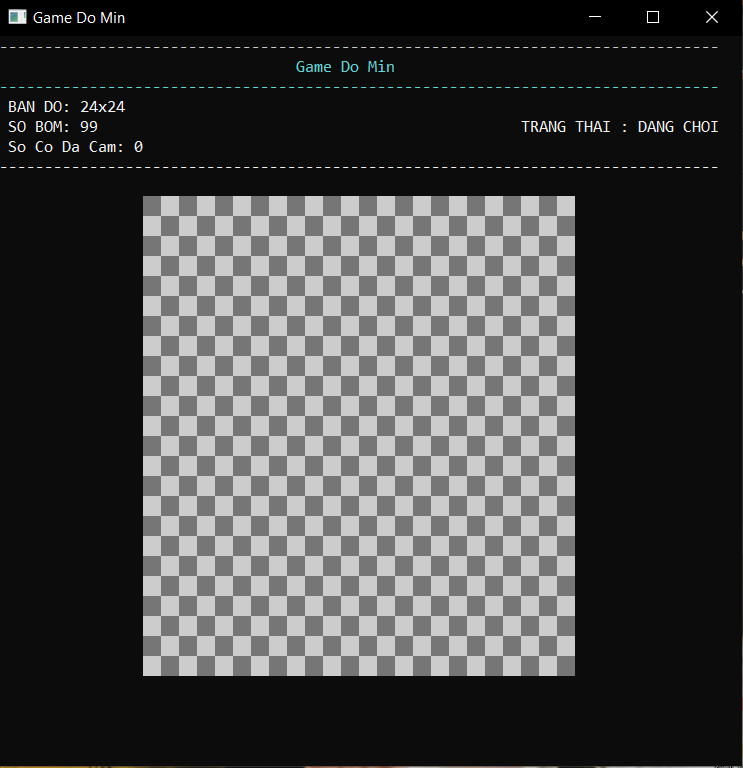 Game Do Min
Game Do Min
BAN DO: 24x24
SO BOM: 99
TRANG THAI : DANG CHOI
So Co Da Cam: 0